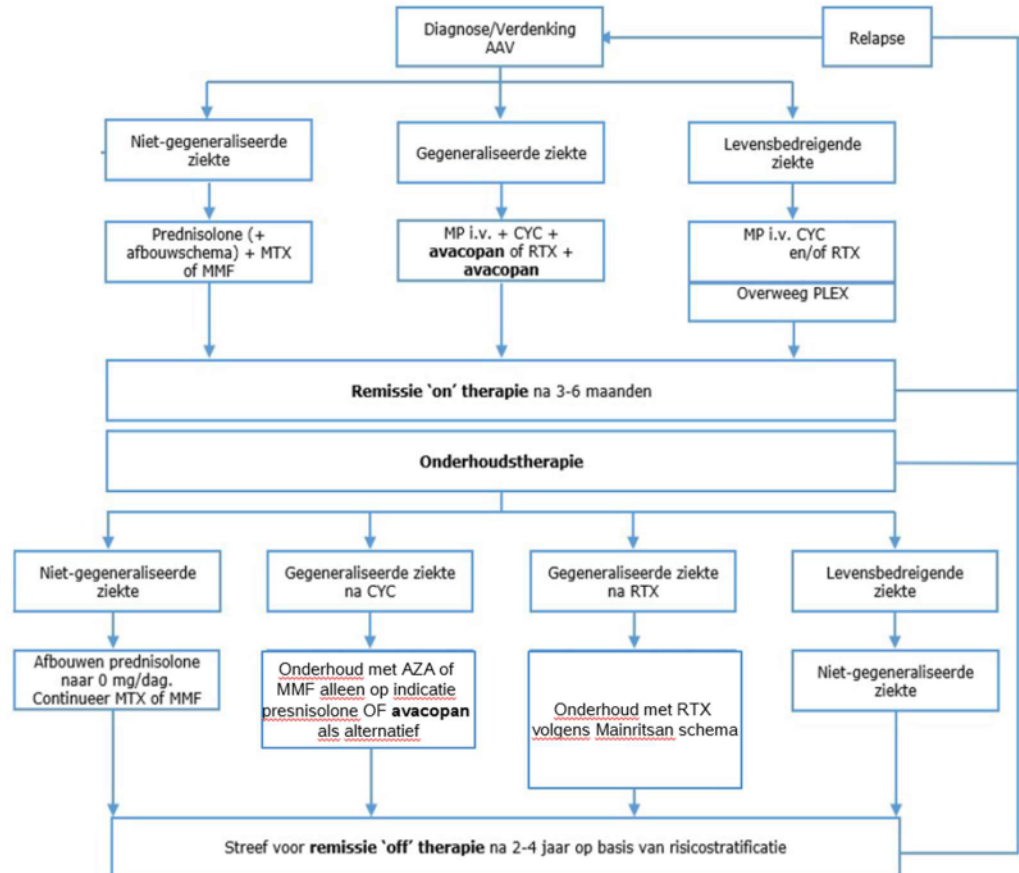 Diagnose/Verdenking
AAV
Relapse
Niet-gegeneraliseerde
ziekte
Gegeneraliseerde ziekte
Levensbedreigende
ziekte
Prednisolone (+
afbouwschema) + MTX
of MMF
MP i.v. + CYC +
avacopan of RTX +
avacopan
MP i.v. CYC
en/of RTX
Overweeg PLEX
Remissie ‘on’ therapie na 3-6 maanden
Onderhoudstherapie
Niet-gegeneraliseerde
ziekte
Gegeneraliseerde ziekte
na CYC
Gegeneraliseerde ziekte
na RTX
Levensbedreigende
ziekte
Afbouwen prednisolone
naar 0 mg/dag.
Continueer MTX of MMF
Onderhoud met AZA of
MMF alleen op indicatie
presnisolone OF avacopan
als alternatief
Onderhoud met RTX
volgens Mainritsan schema
Niet-gegeneraliseerde
ziekte
Streef voor remissie ‘off’ therapie na 2-4 jaar op basis van risicostratificatie